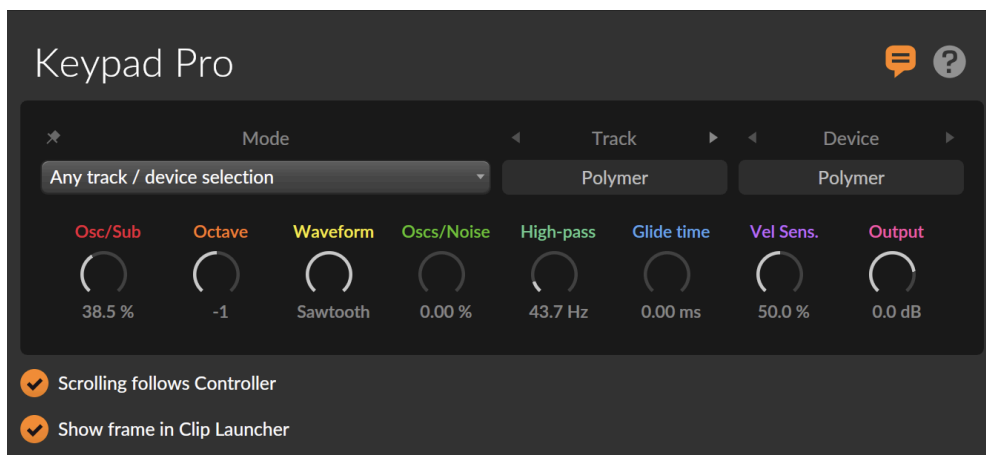 Keypad Pro
Mode Track Device
Any track / device selection Polymer Polymer
Osc/Sub Octave Waveform Oscs/Noise High-pass Glide time Vel Sens. Output
38.5 % -1 Sawtooth 0.00 % 43.7 Hz 0.00 ms 50.0 % 0.0 dB
Scrolling follows Controller
Show frame in Clip Launcher